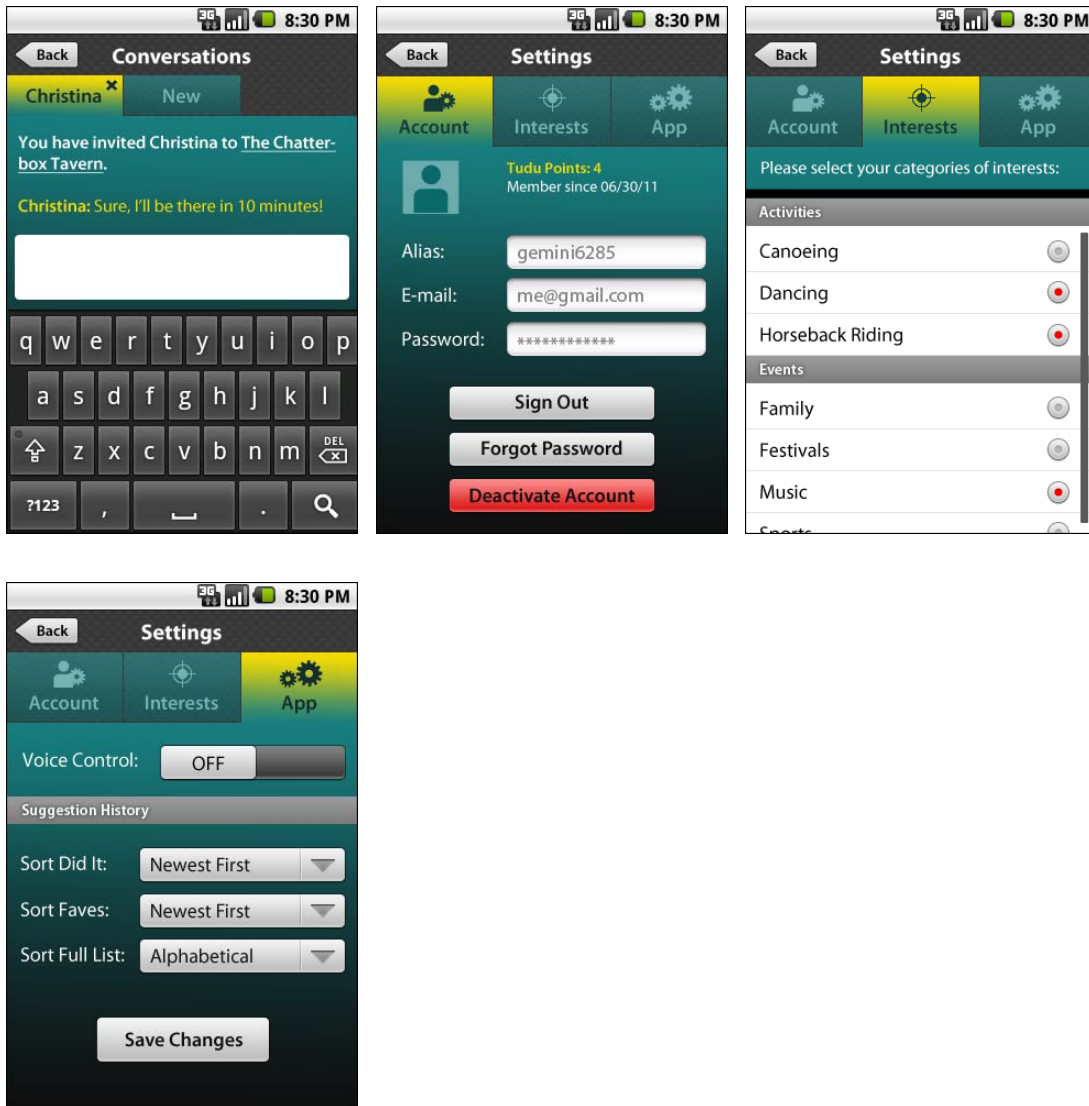 3G 8:30 PM
Back Conversations
Christina × New
You have invited Christina to The Chatter-
box Tavern.
Christina: Sure, I'll be there in 10 minutes!
q w e r t y u i o p
a s d f g h j k l
z x c v b n m DEL
?123 , .
3G 8:30 PM
Back Settings
Account Interests App
Tudu Points: 4
Member since 06/30/11
Alias: gemini6285
E-mail: me@gmail.com
Password: ************
Sign Out
Forgot Password
Deactivate Account
3G 8:30 PM
Back Settings
Account Interests App
Please select your categories of interests:
Activities
Canoeing
Dancing
Horseback Riding
Events
Family
Festivals
Music
Sports
3G 8:30 PM
Back Settings
Account Interests App
Voice Control: OFF
Suggestion History
Sort Did It: Newest First
Sort Faves: Newest First
Sort Full List: Alphabetical
Save Changes